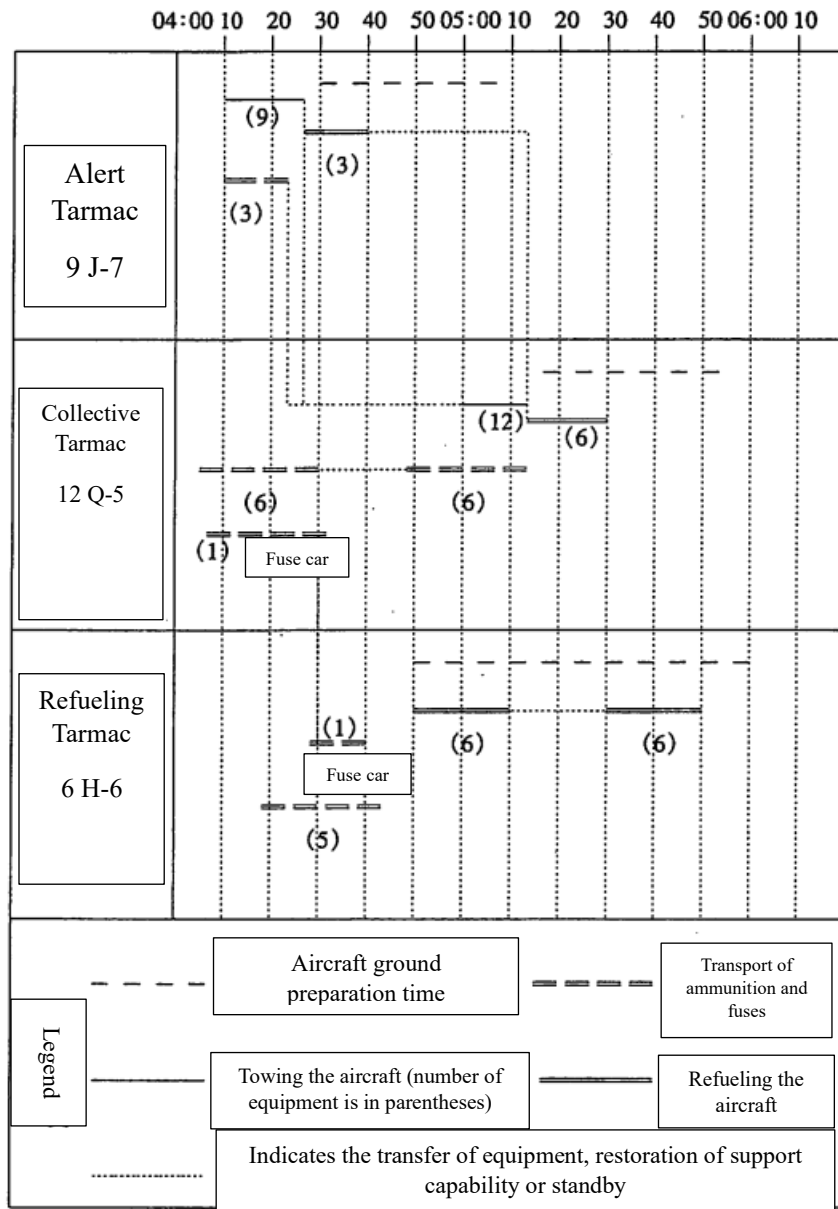 04:00 10 20 30 40 50 05:00 10 20 30 40 50 06:00 10
Alert
Tarmac
9 J-7
(9)
(3)
(3)
Collective
Tarmac
12 Q-5
(12)
(6)
(6)
(6)
(1)
Fuse car
Refueling
Tarmac
6 H-6
(6)
(6)
(1)
Fuse car
(5)
Legend
Aircraft ground
preparation time
Transport of
ammunition and
fuses
Towing the aircraft (number of
equipment is in parentheses)
Refueling the
aircraft
Indicates the transfer of equipment, restoration of support
capability or standby